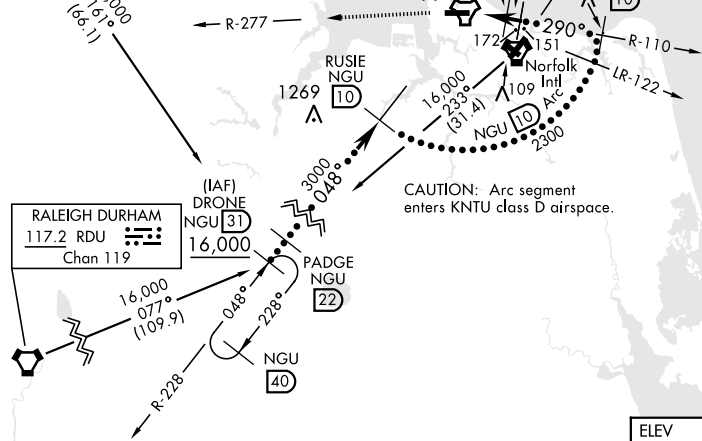 ,000
161°
(66.1)
R-277
10
290°
R-110
172
151
Norfolk
Intl
LR-122
RUSIE
NGU
10
1269
16,000
233°
(31.4)
109
NGU 10 Arc
2300
3000
048°
CAUTION: Arc segment
enters KNTU class D airspace.
(IAF)
DRONE
NGU 31
16,000
RALEIGH DURHAM
117.2 RDU
Chan 119
PADGE
NGU
22
16,000
077°
(109.9)
048°
228°
NGU
40
R-228
ELEV